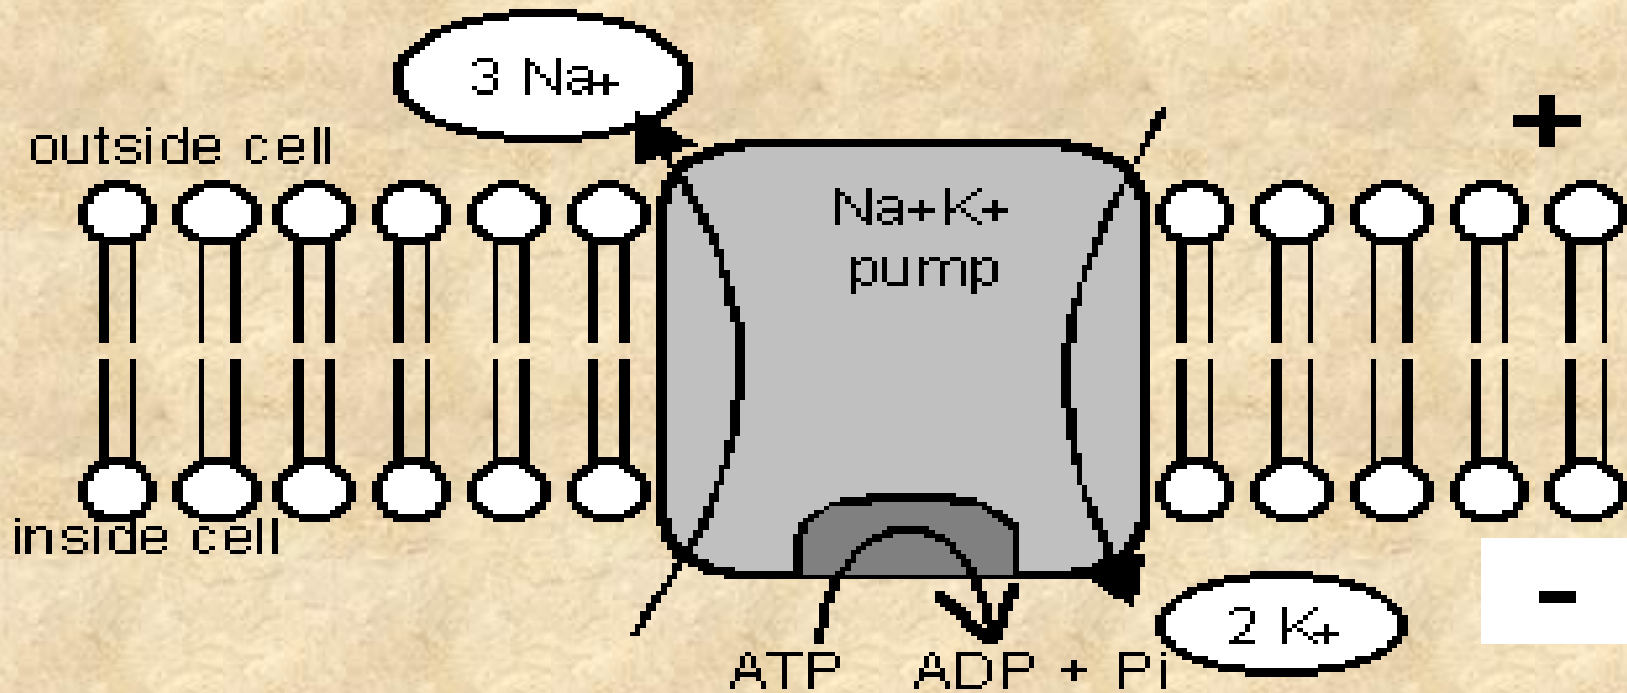 3 Na+
outside cell
+
Na+K+
pump
inside cell
-
2 K+
ATP ADP + Pi